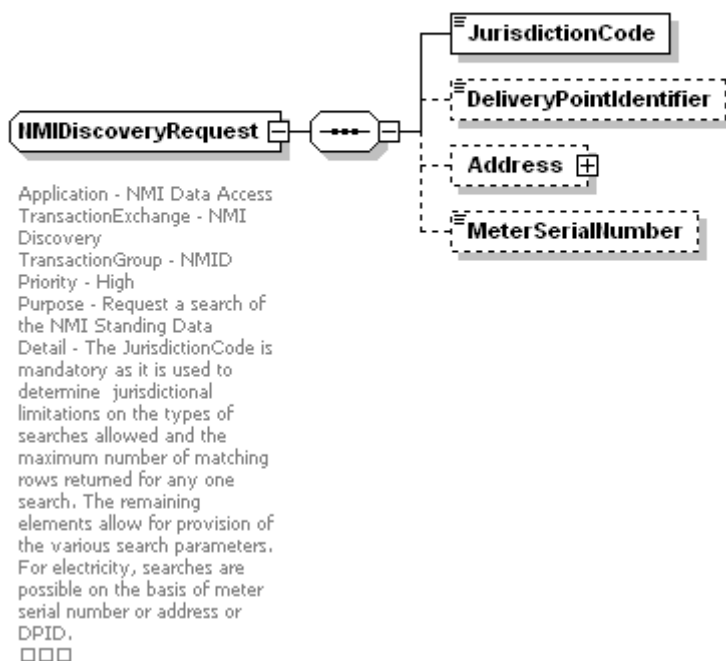 JurisdictionCode
DeliveryPointIdentifier
NMIDiscoveryRequest
Address
MeterSerialNumber
Application - NMI Data Access
TransactionExchange - NMI
Discovery
TransactionGroup - NMID
Priority - High
Purpose - Request a search of
the NMI Standing Data
Detail - The JurisdictionCode is
mandatory as it is used to
determine  jurisdictional
limitations on the types of
searches allowed and the
maximum number of matching
rows returned for any one
search. The remaining
elements allow for provision of
the various search parameters.
For electricity, searches are
possible on the basis of meter
serial number or address or
DPID.
□□□